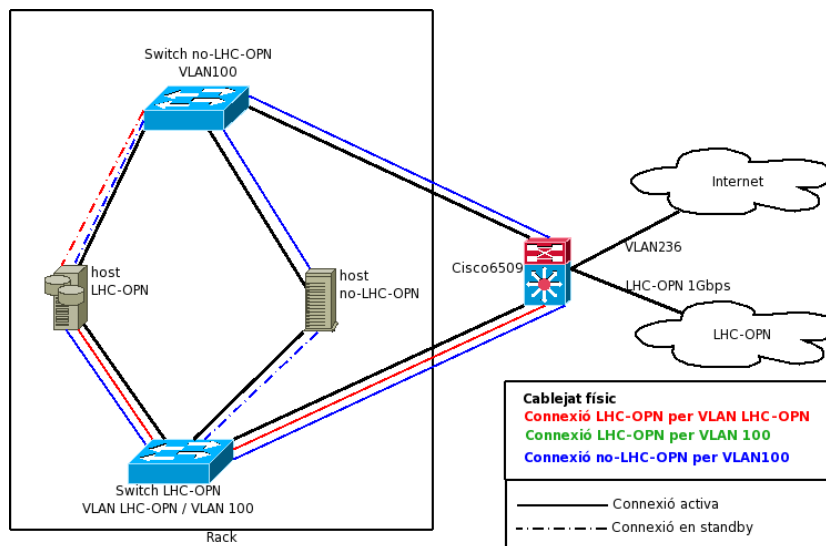 Switch no-LHC-OPN
VLAN100
host
LHC-OPN
host
no-LHC-OPN
Cisco6509
Internet
VLAN236
LHC-OPN 1Gbps
LHC-OPN
Switch LHC-OPN
VLAN LHC-OPN / VLAN 100
Rack
Cablejat físic
Connexió LHC-OPN per VLAN LHC-OPN
Connexió LHC-OPN per VLAN 100
Connexió no-LHC-OPN per VLAN100
Connexió activa
Connexió en standby